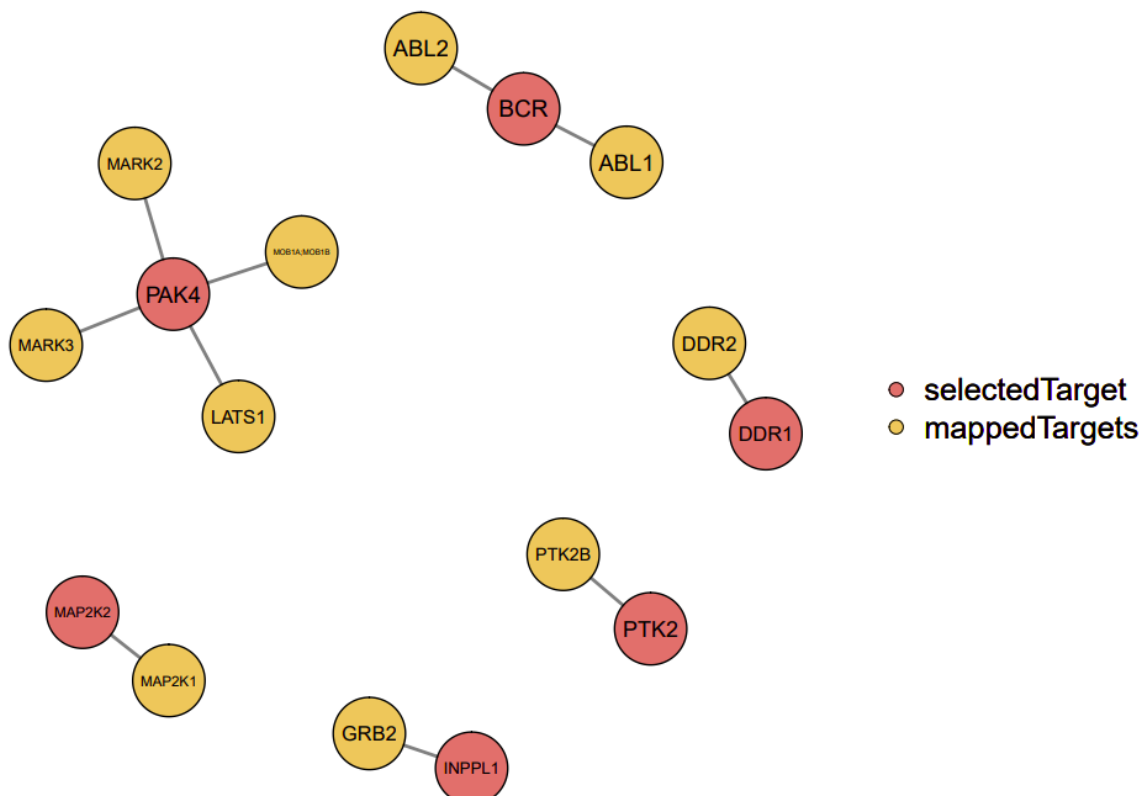 ABL2
BCR
ABL1
MARK2
MOB1A;MOB1B
PAK4
MARK3
LATS1
DDR2
DDR1
selectedTarget
mappedTargets
PTK2B
PTK2
MAP2K2
MAP2K1
GRB2
INPPL1